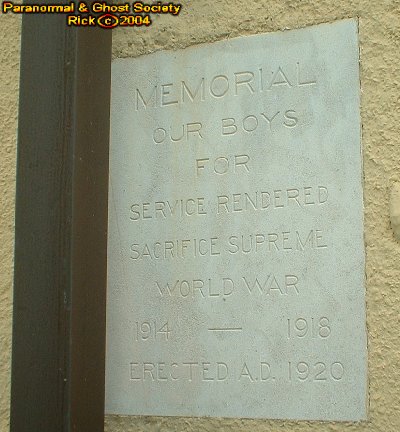 Paranormal & Ghost Society
Rick (c) 2004
MEMORIAL
OUR BOYS
FOR
SERVICE RENDERED
SACRIFICE SUPREME
WORLD WAR
1914 — 1918
ERECTED A.D. 1920